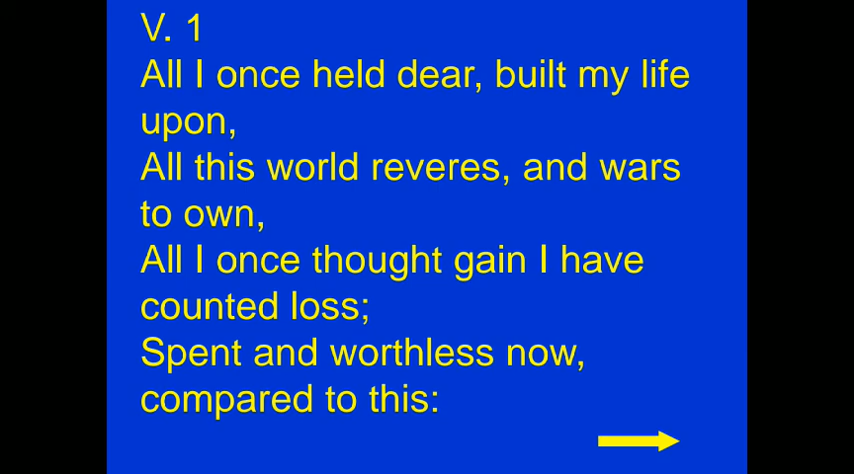 V. 1
All I once held dear, built my life
upon,
All this world reveres, and wars
to own,
All I once thought gain I have
counted loss;
Spent and worthless now,
compared to this: